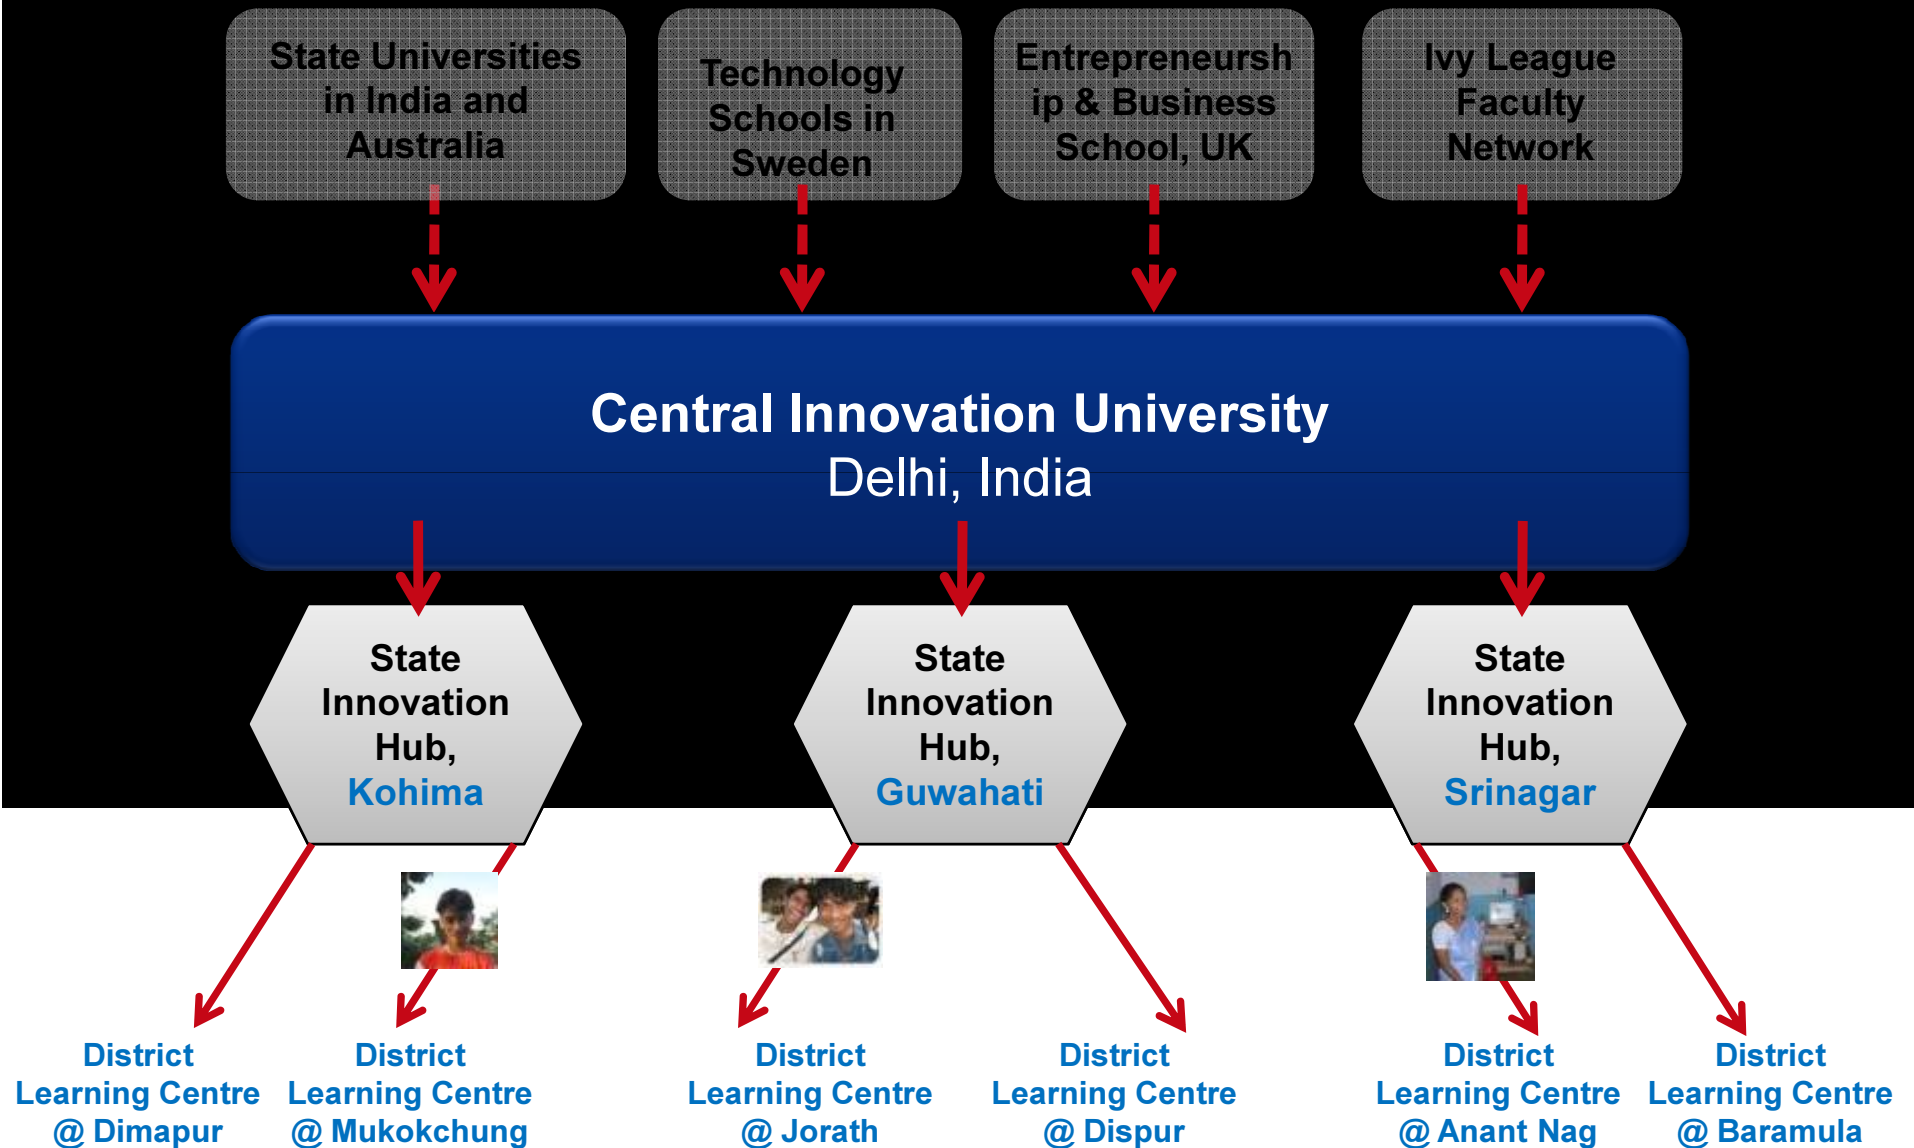 State Universities
in India and
Australia
Technology
Schools in
Sweden
Entrepreneursh
ip & Business
School, UK
Ivy League
Faculty
Network
Central Innovation University
Delhi, India
State
Innovation
Hub,
Kohima
State
Innovation
Hub,
Guwahati
State
Innovation
Hub,
Srinagar
District
Learning Centre
@ Dimapur
District
Learning Centre
@ Mukokchung
District
Learning Centre
@ Jorath
District
Learning Centre
@ Dispur
District
Learning Centre
@ Anant Nag
District
Learning Centre
@ Baramula